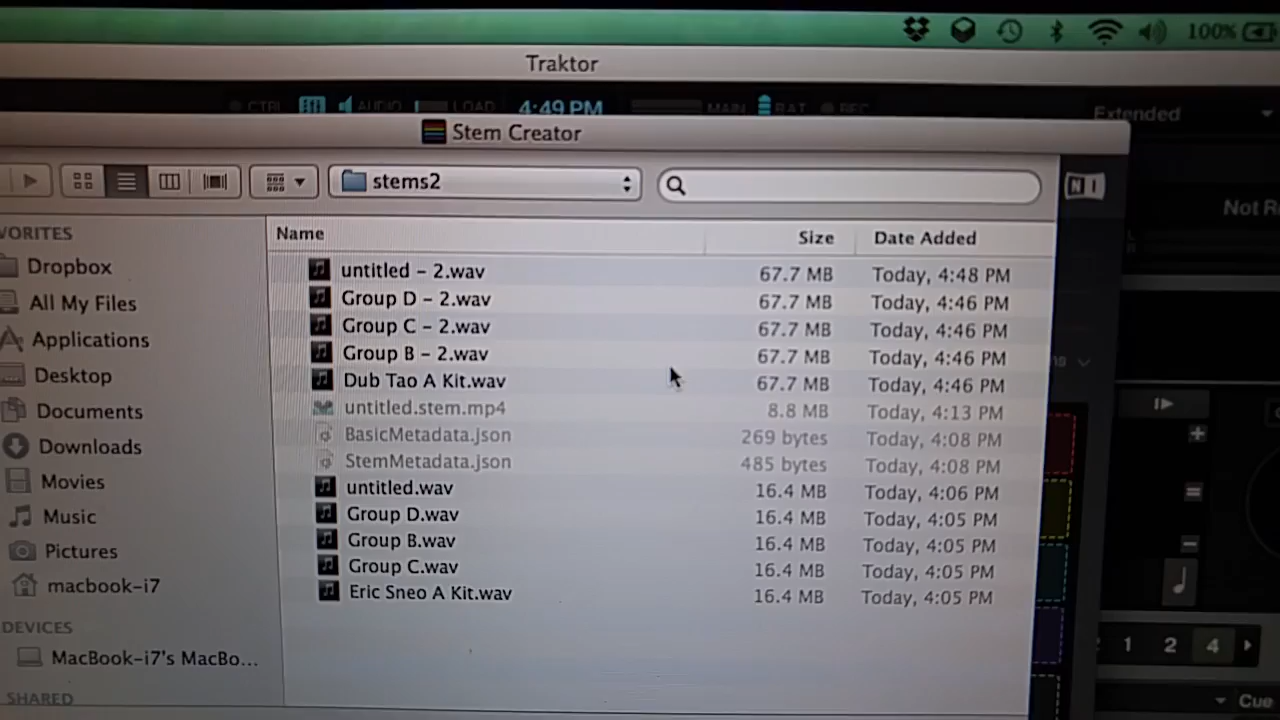 100%
Traktor
CTRL AUDIO LOAD 4:49 PM MAIN BAT REC
Extended
Stem Creator
stems2
NI
Not R
VORITES
Name Size Date Added
Dropbox
untitled - 2.wav 67.7 MB Today, 4:48 PM
All My Files
Group D - 2.wav 67.7 MB Today, 4:46 PM
Applications
Group C - 2.wav 67.7 MB Today, 4:46 PM
Group B - 2.wav 67.7 MB Today, 4:46 PM
Desktop
Dub Tao A Kit.wav 67.7 MB Today, 4:46 PM
Documents
untitled.stem.mp4 8.8 MB Today, 4:13 PM
Downloads
BasicMetadata.json 269 bytes Today, 4:08 PM
StemMetadata.json 485 bytes Today, 4:08 PM
Movies
untitled.wav 16.4 MB Today, 4:06 PM
Music
Group D.wav 16.4 MB Today, 4:05 PM
Pictures
Group B.wav 16.4 MB Today, 4:05 PM
macbook-i7
Group C.wav 16.4 MB Today, 4:05 PM
Eric Sneo A Kit.wav 16.4 MB Today, 4:05 PM
DEVICES
MacBook-i7's MacBo...
1 2 4
SHARED
Cue